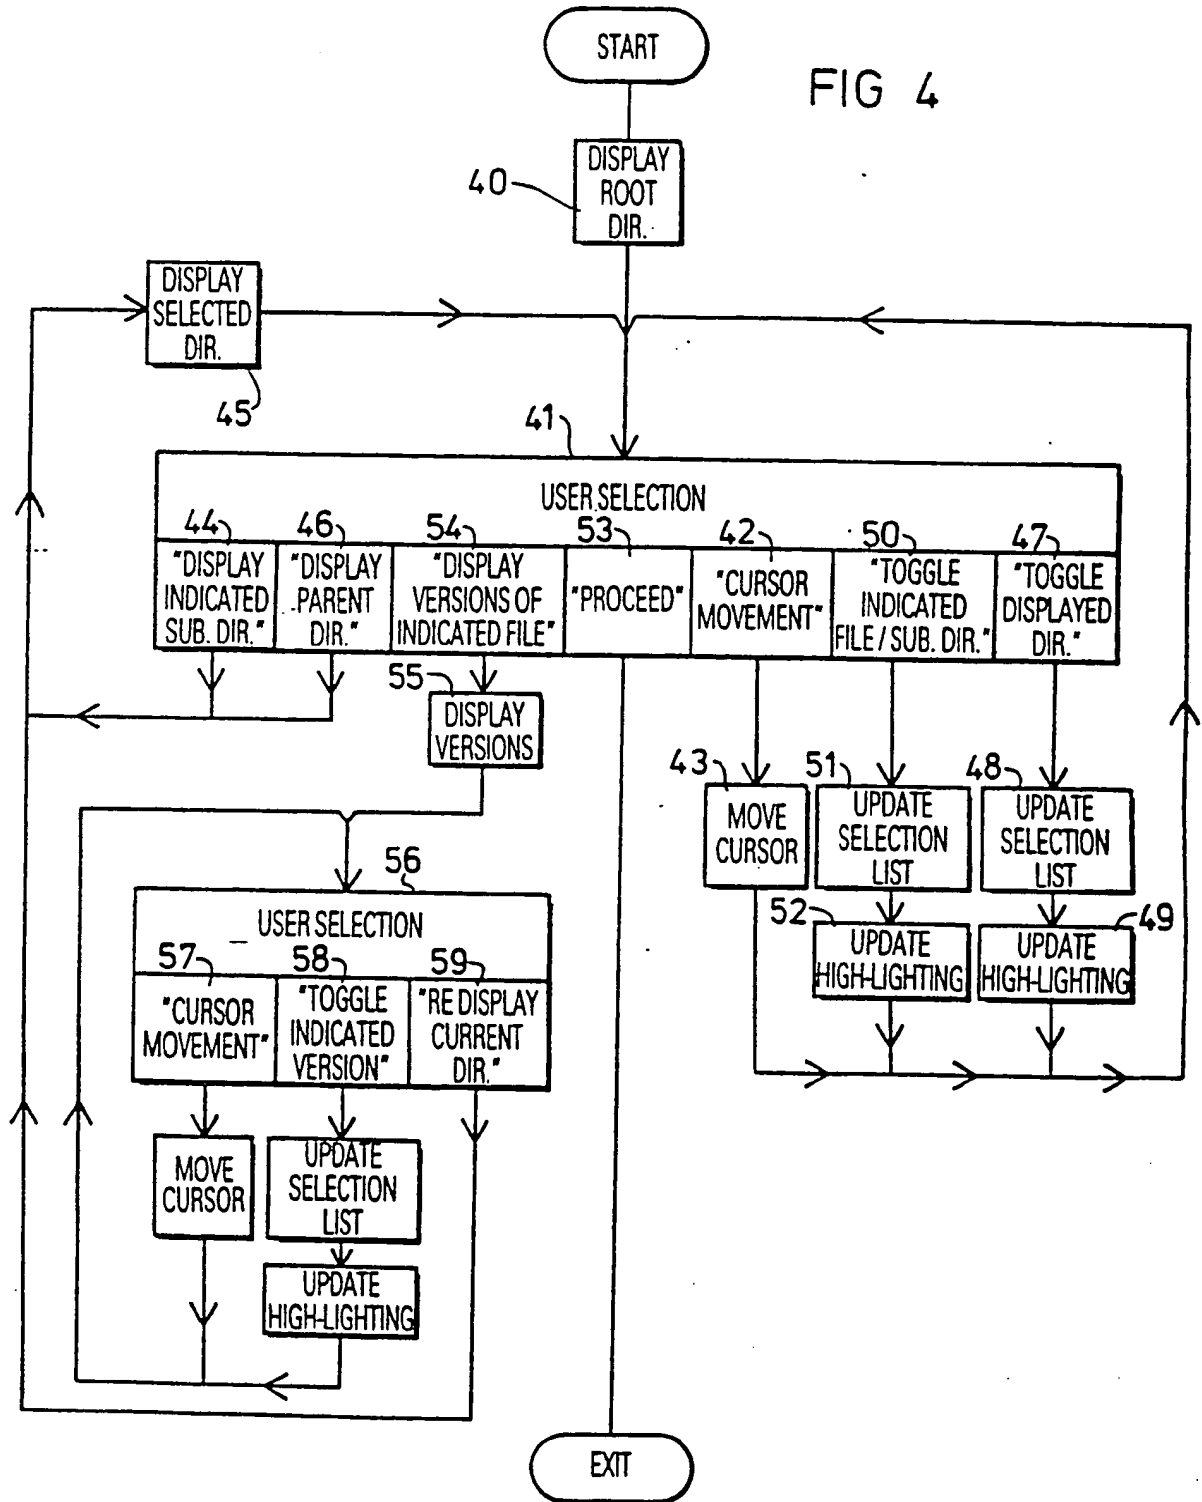 START
FIG 4
DISPLAY
ROOT
DIR.
40
DISPLAY
SELECTED
DIR.
45
41
USER SELECTION
44
46
54
53
42
50
47
"DISPLAY
INDICATED
SUB. DIR."
"DISPLAY
PARENT
DIR."
"DISPLAY
VERSIONS OF
INDICATED FILE"
"PROCEED"
"CURSOR
MOVEMENT"
"TOGGLE
INDICATED
FILE / SUB. DIR."
"TOGGLE
DISPLAYED
DIR."
55
DISPLAY
VERSIONS
43
MOVE
CURSOR
51
UPDATE
SELECTION
LIST
48
UPDATE
SELECTION
LIST
52
UPDATE
HIGH-LIGHTING
49
UPDATE
HIGH-LIGHTING
56
USER SELECTION
57
58
59
"CURSOR
MOVEMENT"
"TOGGLE
INDICATED
VERSION"
"RE DISPLAY
CURRENT
DIR."
MOVE
CURSOR
UPDATE
SELECTION
LIST
UPDATE
HIGH-LIGHTING
EXIT